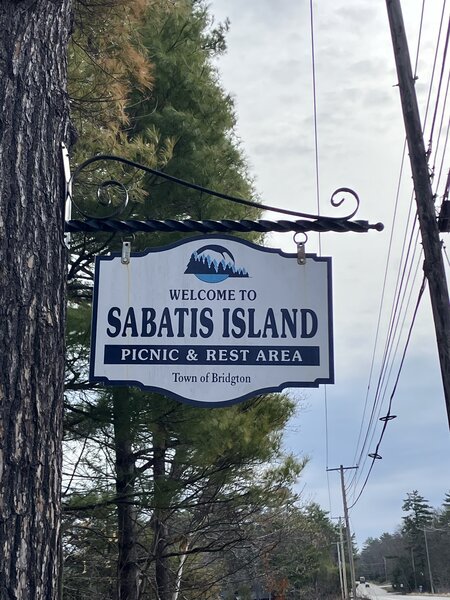 WELCOME TO
SABATIS ISLAND
PICNIC & REST AREA
Town of Bridgton